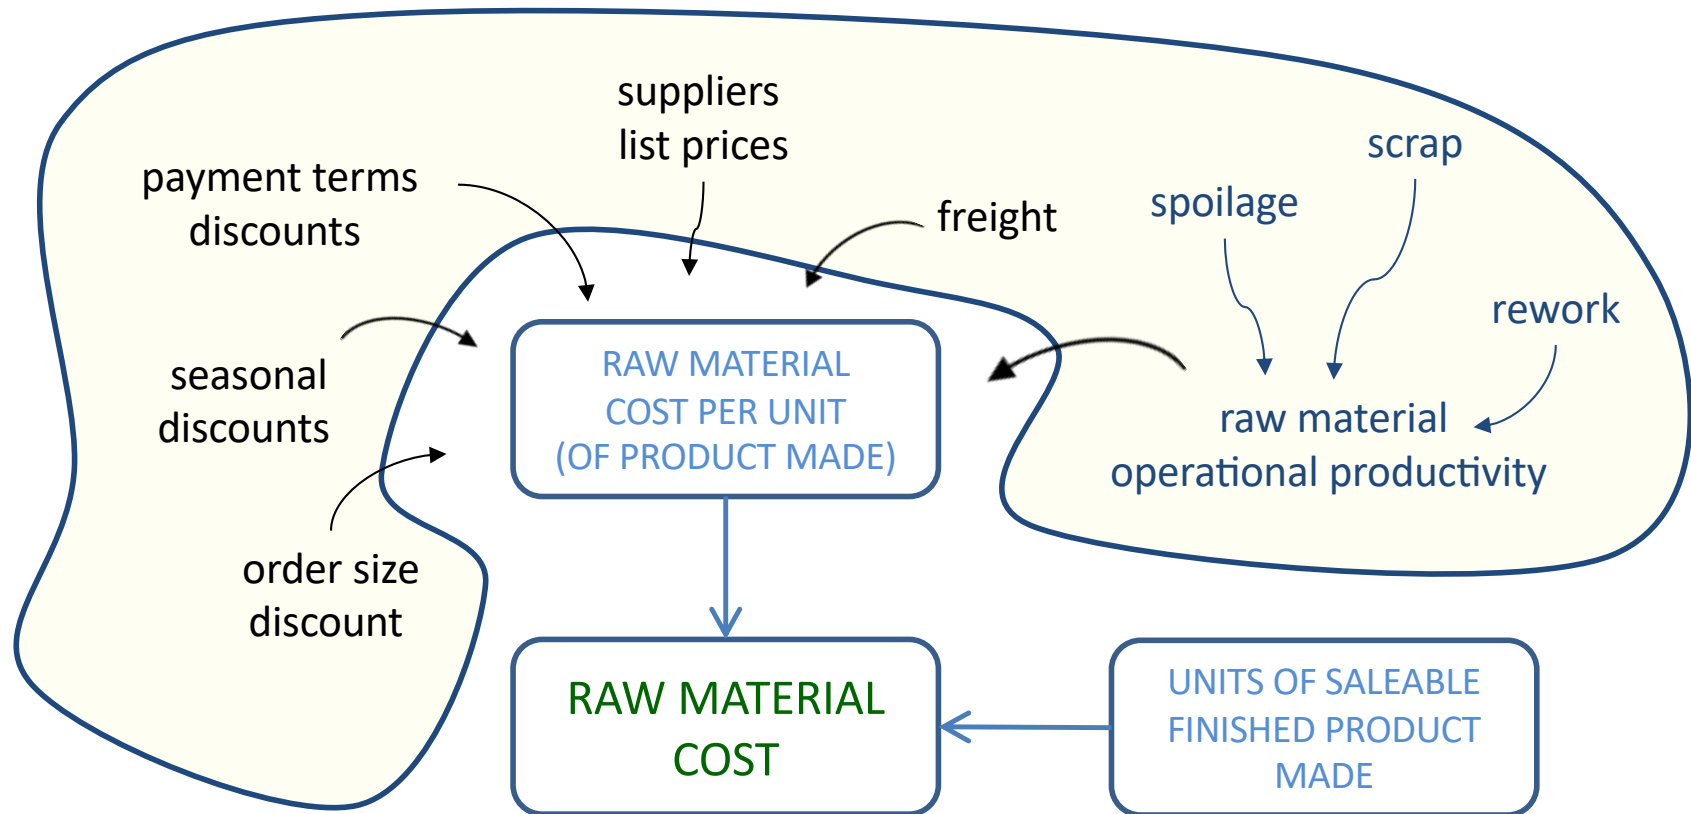 suppliers
list prices
payment terms
discounts
freight
scrap
spoilage
rework
seasonal
discounts
RAW MATERIAL
COST PER UNIT
(OF PRODUCT MADE)
raw material
operational productivity
order size
discount
RAW MATERIAL
COST
UNITS OF SALEABLE
FINISHED PRODUCT
MADE